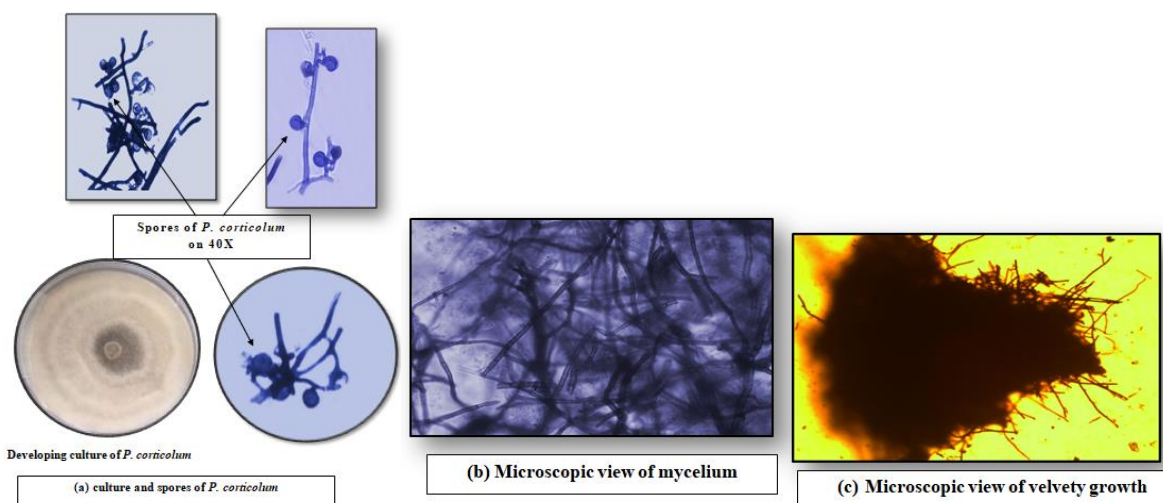 Spores of P. corticolum
on 40X
Developing culture of P. corticolum
(a) culture and spores of P. corticolum
(b) Microscopic view of mycelium
(c) Microscopic view of velvety growth